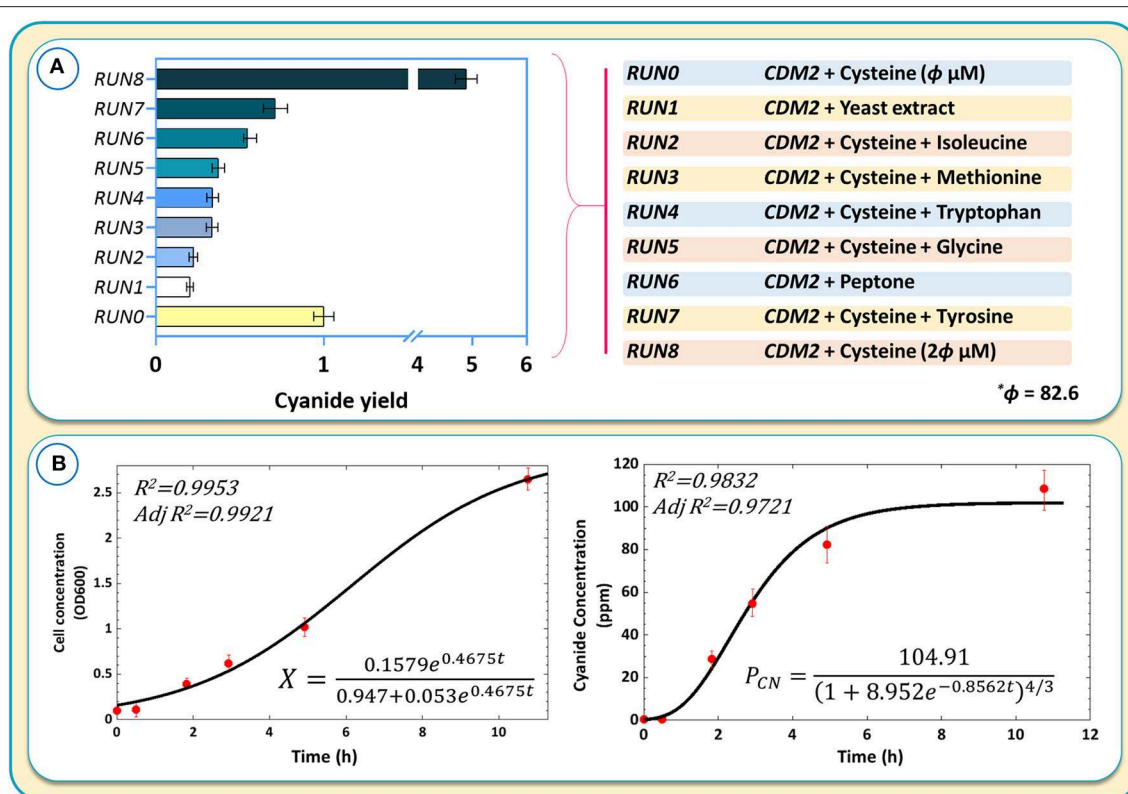 A
RUN8
RUN7
RUN6
RUN5
RUN4
RUN3
RUN2
RUN1
RUN0
0 1 4 5 6
Cyanide yield
RUN0 CDM2 + Cysteine (ϕ µM)
RUN1 CDM2 + Yeast extract
RUN2 CDM2 + Cysteine + Isoleucine
RUN3 CDM2 + Cysteine + Methionine
RUN4 CDM2 + Cysteine + Tryptophan
RUN5 CDM2 + Cysteine + Glycine
RUN6 CDM2 + Peptone
RUN7 CDM2 + Cysteine + Tyrosine
RUN8 CDM2 + Cysteine (2ϕ µM)
*ϕ = 82.6
B
R²=0.9953
Adj R²=0.9921
Cell concentration
(OD600)
2.5
2
1.5
1
0.5
0
X = 0.1579e^0.4675t / 0.947+0.053e^0.4675t
0 2 4 6 8 10
Time (h)
R²=0.9832
Adj R²=0.9721
Cyanide Concentration
(ppm)
120
100
80
60
40
20
0
P_CN = 104.91 / (1 + 8.952e^−0.8562t)^4/3
0 2 4 6 8 10 12
Time (h)